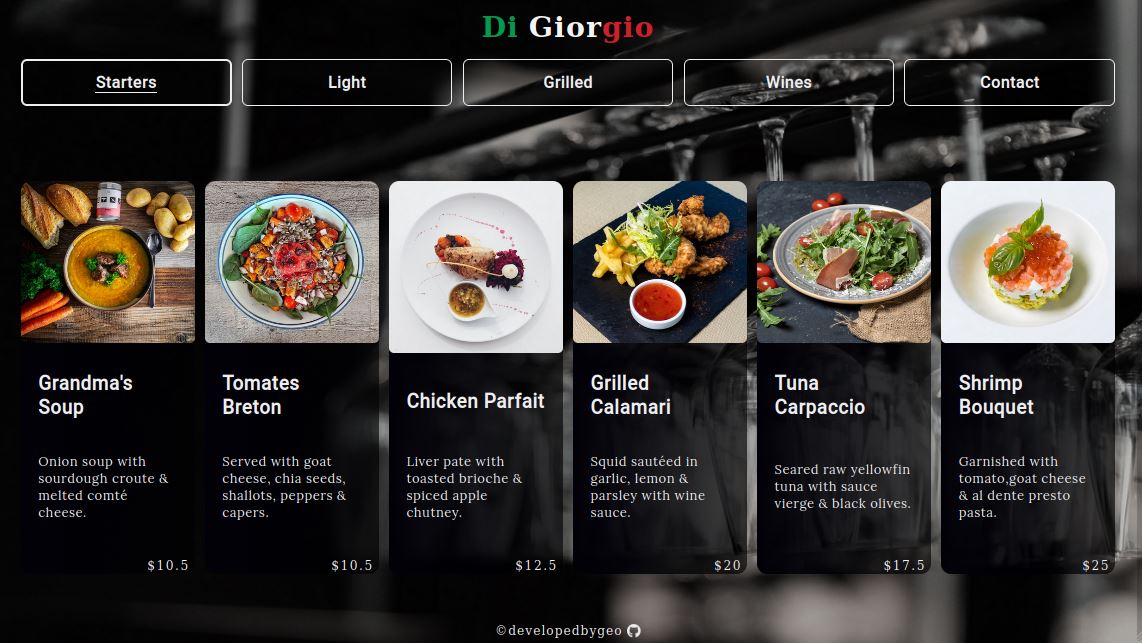 Di Giorgio
Starters
Light
Grilled
Wines
Contact
Grandma's
Soup
Onion soup with
sourdough croute &
melted comté
cheese.
$10.5
Tomates
Breton
Served with goat
cheese, chia seeds,
shallots, peppers &
capers.
$10.5
Chicken Parfait
Liver pate with
toasted brioche &
spiced apple
chutney.
$12.5
Grilled
Calamari
Squid sautéed in
garlic, lemon &
parsley with wine
sauce.
$20
Tuna
Carpaccio
Seared raw yellowfin
tuna with sauce
vierge & black olives.
$17.5
Shrimp
Bouquet
Garnished with
tomato,goat cheese
& al dente presto
pasta.
$25
©developedbygeo